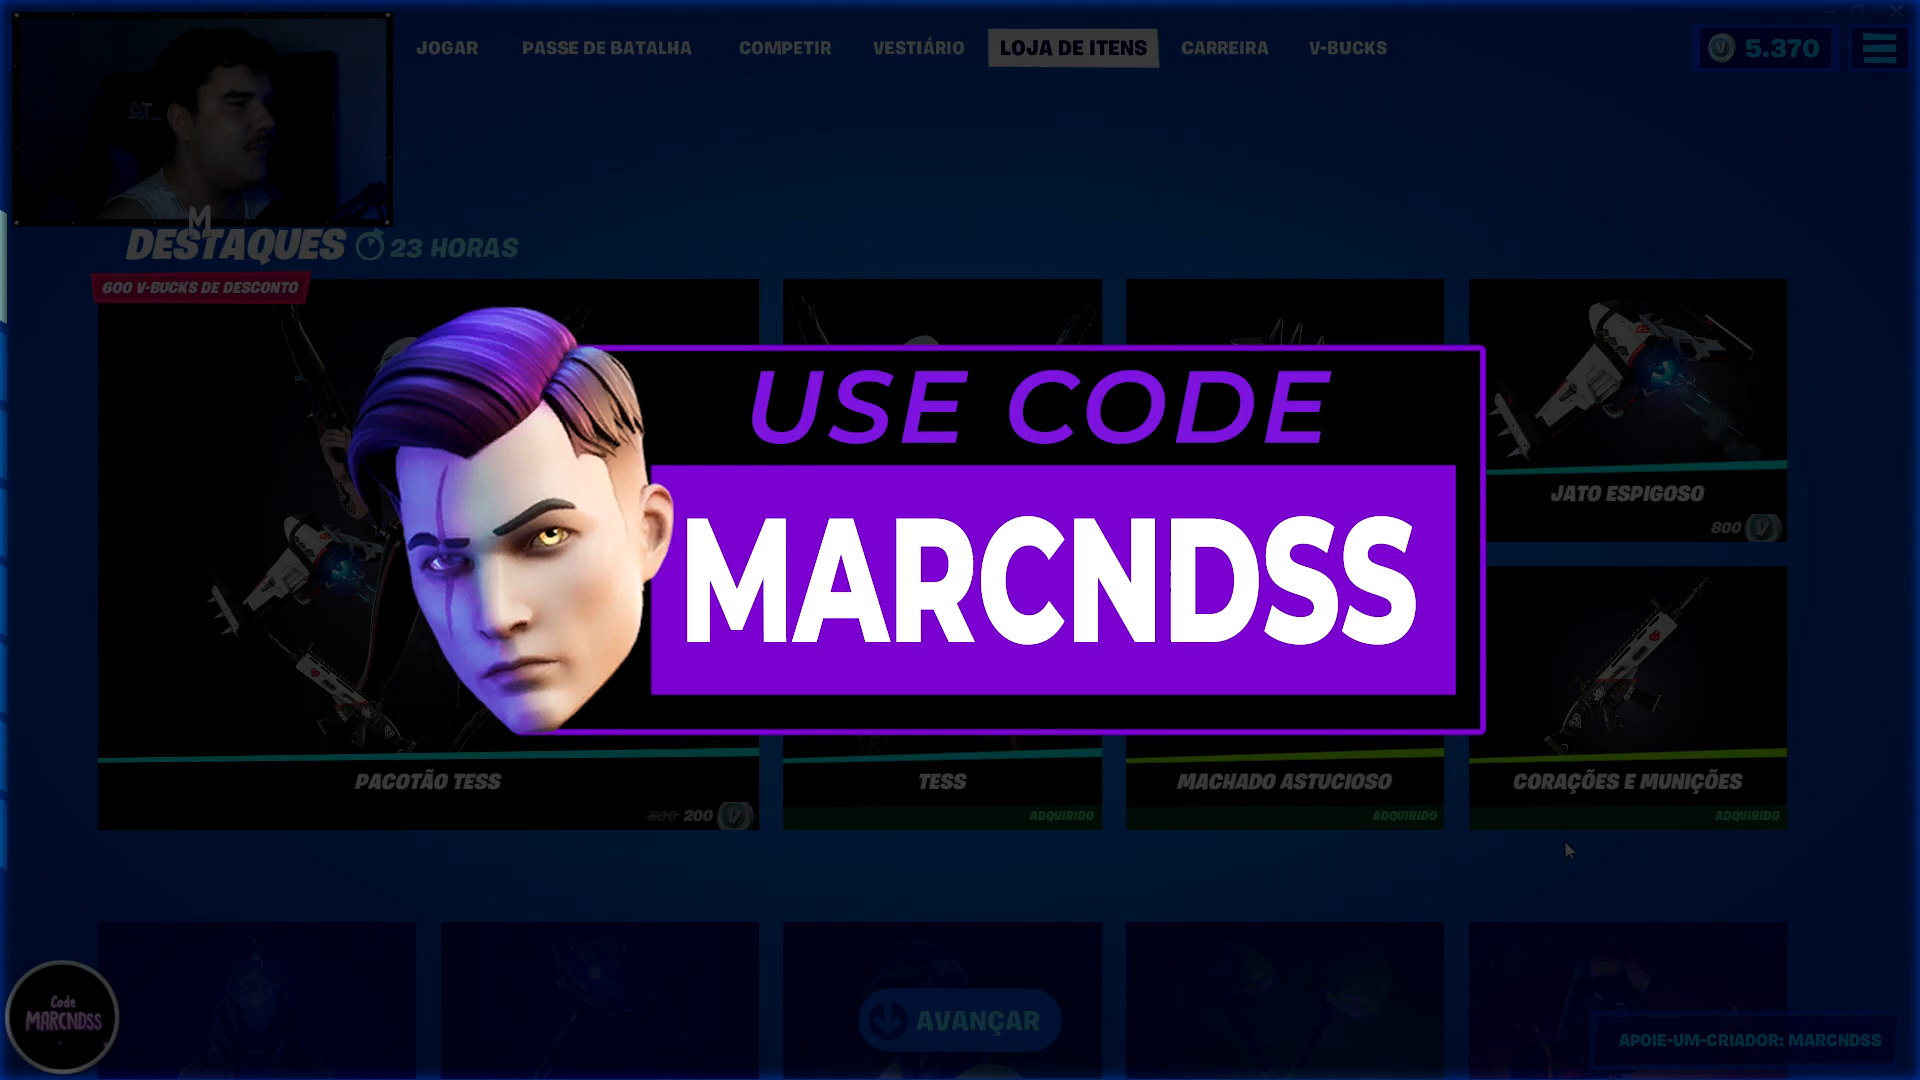 JOGAR
PASSE DE BATALHA
COMPETIR
VESTIÁRIO
LOJA DE ITENS
CARREIRA
V-BUCKS
5.370
M
DESTAQUES
23 HORAS
600 V-BUCKS DE DESCONTO
USE CODE
MARCNDSS
JATO ESPIGOSO
800
PACOTÃO TESS
800 200
TESS
ADQUIRIDO
MACHADO ASTUCIOSO
ADQUIRIDO
CORAÇÕES E MUNIÇÕES
ADQUIRIDO
Code
MARCNDSS
AVANÇAR
APOIE-UM-CRIADOR: MARCNDSS